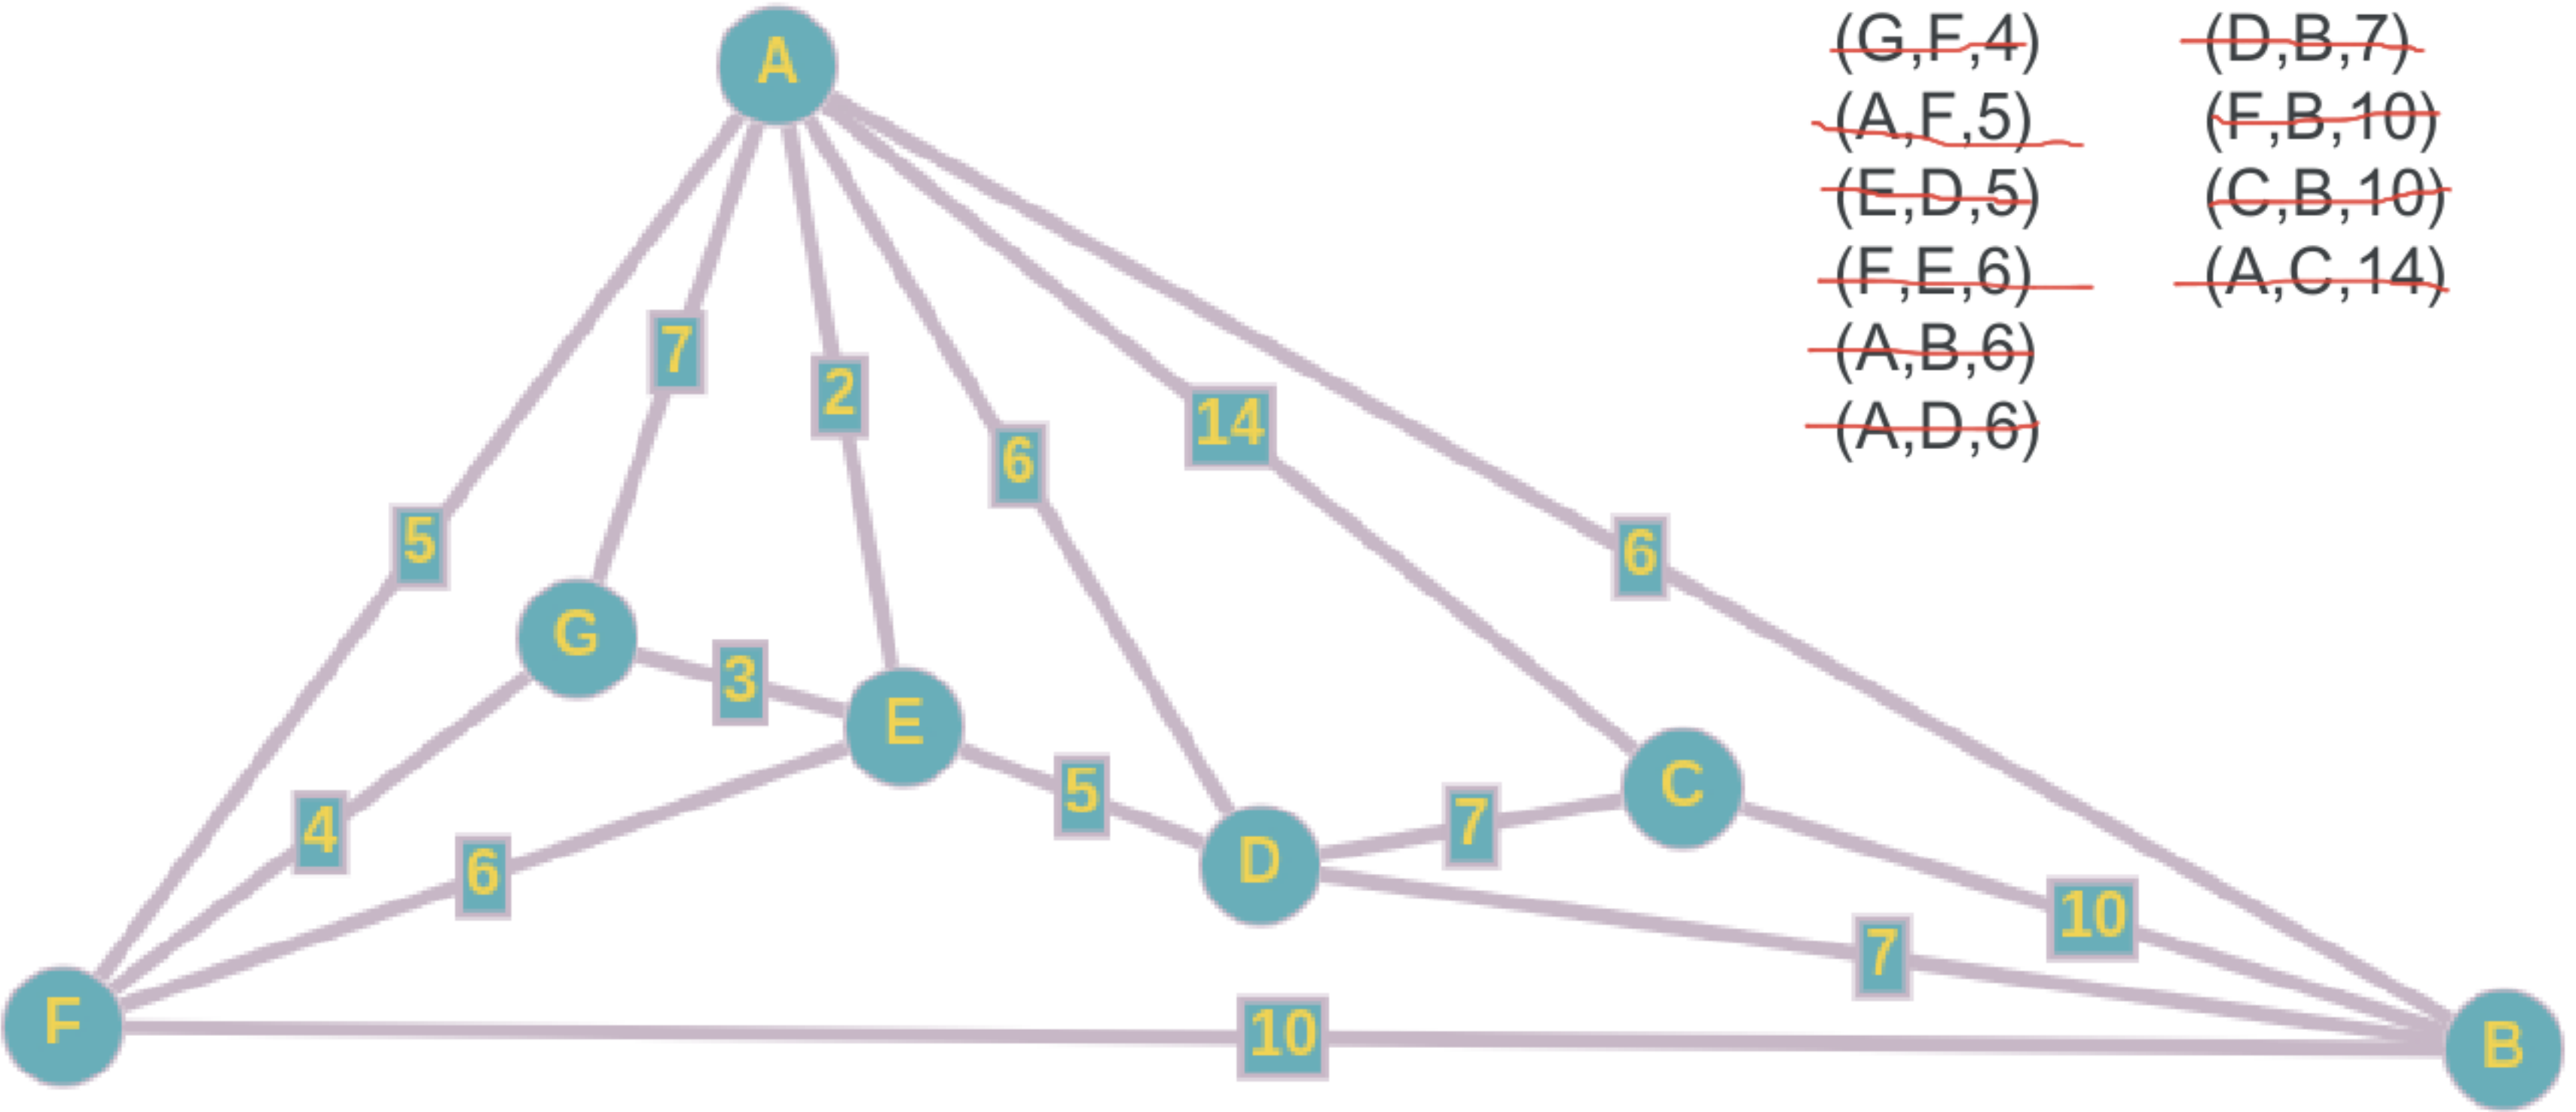 A
(G,F,4)
(D,B,7)
(A,F,5)
(F,B,10)
(E,D,5)
(C,B,10)
(F,E,6)
(A,C,14)
(A,B,6)
(A,D,6)
7
2
14
6
5
6
G
3
E
C
5
7
4
D
6
10
7
F
10
B